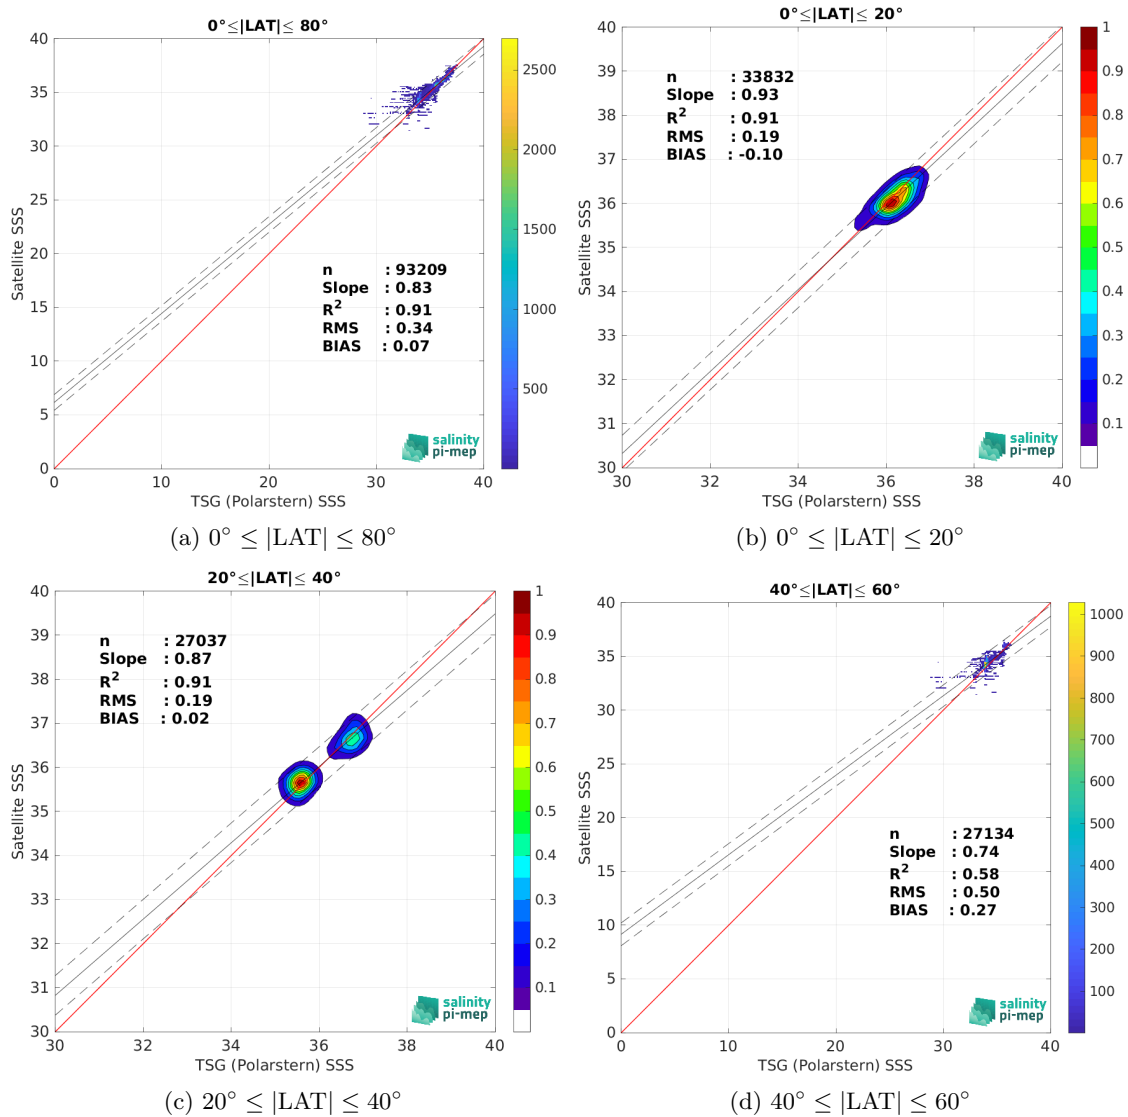 0°≤|LAT|≤ 80°
40
35
30
25
20
15
10
5
0
Satellite SSS
n : 93209
Slope : 0.83
R² : 0.91
RMS : 0.34
BIAS : 0.07
salinity
pi-mep
0 10 20 30 40
TSG (Polarstern) SSS
2500
2000
1500
1000
500
(a) 0° ≤ |LAT| ≤ 80°
0°≤|LAT|≤ 20°
40
39
38
37
36
35
34
33
32
31
30
Satellite SSS
n : 33832
Slope : 0.93
R² : 0.91
RMS : 0.19
BIAS : -0.10
salinity
pi-mep
30 32 34 36 38 40
TSG (Polarstern) SSS
1
0.9
0.8
0.7
0.6
0.5
0.4
0.3
0.2
0.1
(b) 0° ≤ |LAT| ≤ 20°
20°≤|LAT|≤ 40°
40
39
38
37
36
35
34
33
32
31
30
Satellite SSS
n : 27037
Slope : 0.87
R² : 0.91
RMS : 0.19
BIAS : 0.02
salinity
pi-mep
30 32 34 36 38 40
TSG (Polarstern) SSS
1
0.9
0.8
0.7
0.6
0.5
0.4
0.3
0.2
0.1
(c) 20° ≤ |LAT| ≤ 40°
40°≤|LAT|≤ 60°
40
35
30
25
20
15
10
5
0
Satellite SSS
n : 27134
Slope : 0.74
R² : 0.58
RMS : 0.50
BIAS : 0.27
salinity
pi-mep
0 10 20 30 40
TSG (Polarstern) SSS
1000
900
800
700
600
500
400
300
200
100
(d) 40° ≤ |LAT| ≤ 60°